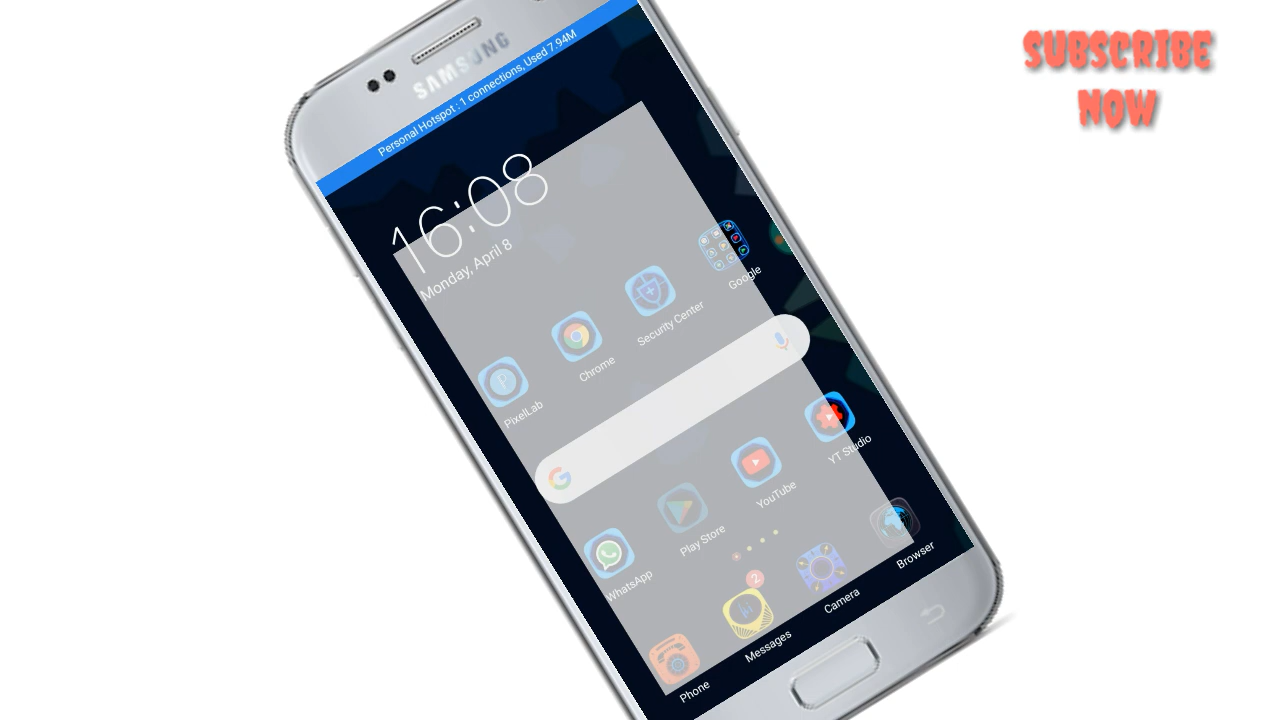 SUBSCRIBE
NOW
SAMSUNG
Personal Hotspot : 1 connections, Used 7.94M
16:08
Monday, April 8
PixelLab
Chrome
Security Center
Google
WhatsApp
Play Store
YouTube
YT Studio
2
Phone
Messages
Camera
Browser